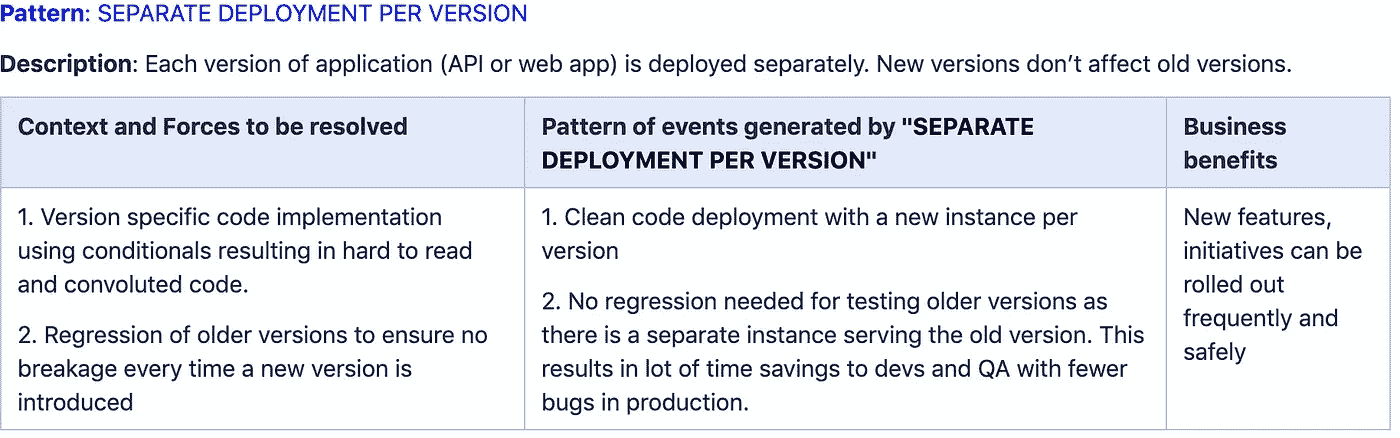 Pattern: SEPARATE DEPLOYMENT PER VERSION
Description: Each version of application (API or web app) is deployed separately. New versions don’t affect old versions.
Context and Forces to be resolved
Pattern of events generated by "SEPARATE
DEPLOYMENT PER VERSION"
Business
benefits
1. Version specific code implementation
using conditionals resulting in hard to read
and convoluted code.
2. Regression of older versions to ensure no
breakage every time a new version is
introduced
1. Clean code deployment with a new instance per
version
2. No regression needed for testing older versions as
there is a separate instance serving the old version. This
results in lot of time savings to devs and QA with fewer
bugs in production.
New features,
initiatives can be
rolled out
frequently and
safely